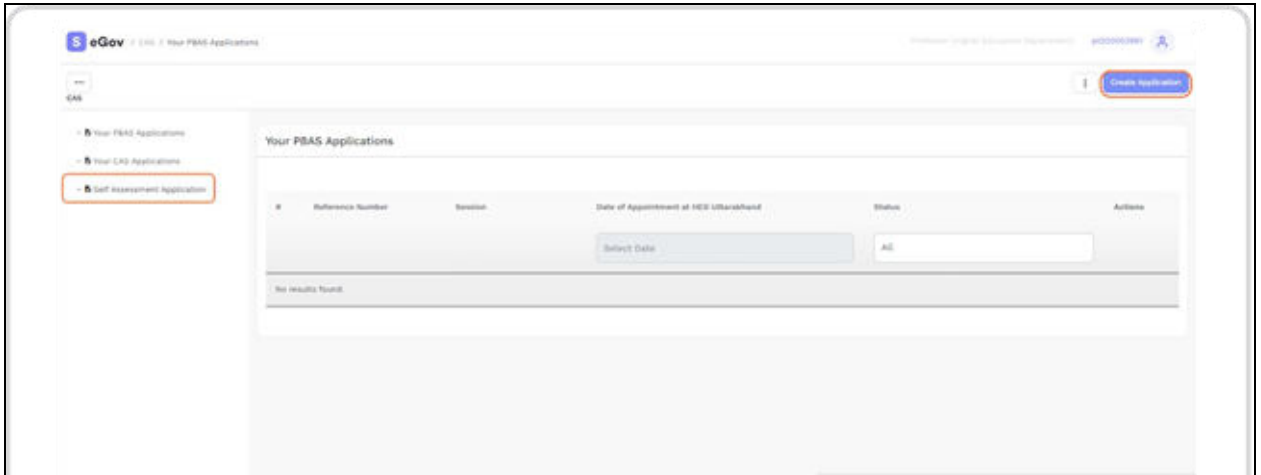 S eGov / CAS / Your PBAS Applications
CAS
Create Application
Your PBAS Applications
Your CAS Applications
Self Assessment Application
Your PBAS Applications
# Reference Number Session Date of Appointment at HED Uttarakhand Status Actions
Select Date All
No results found.